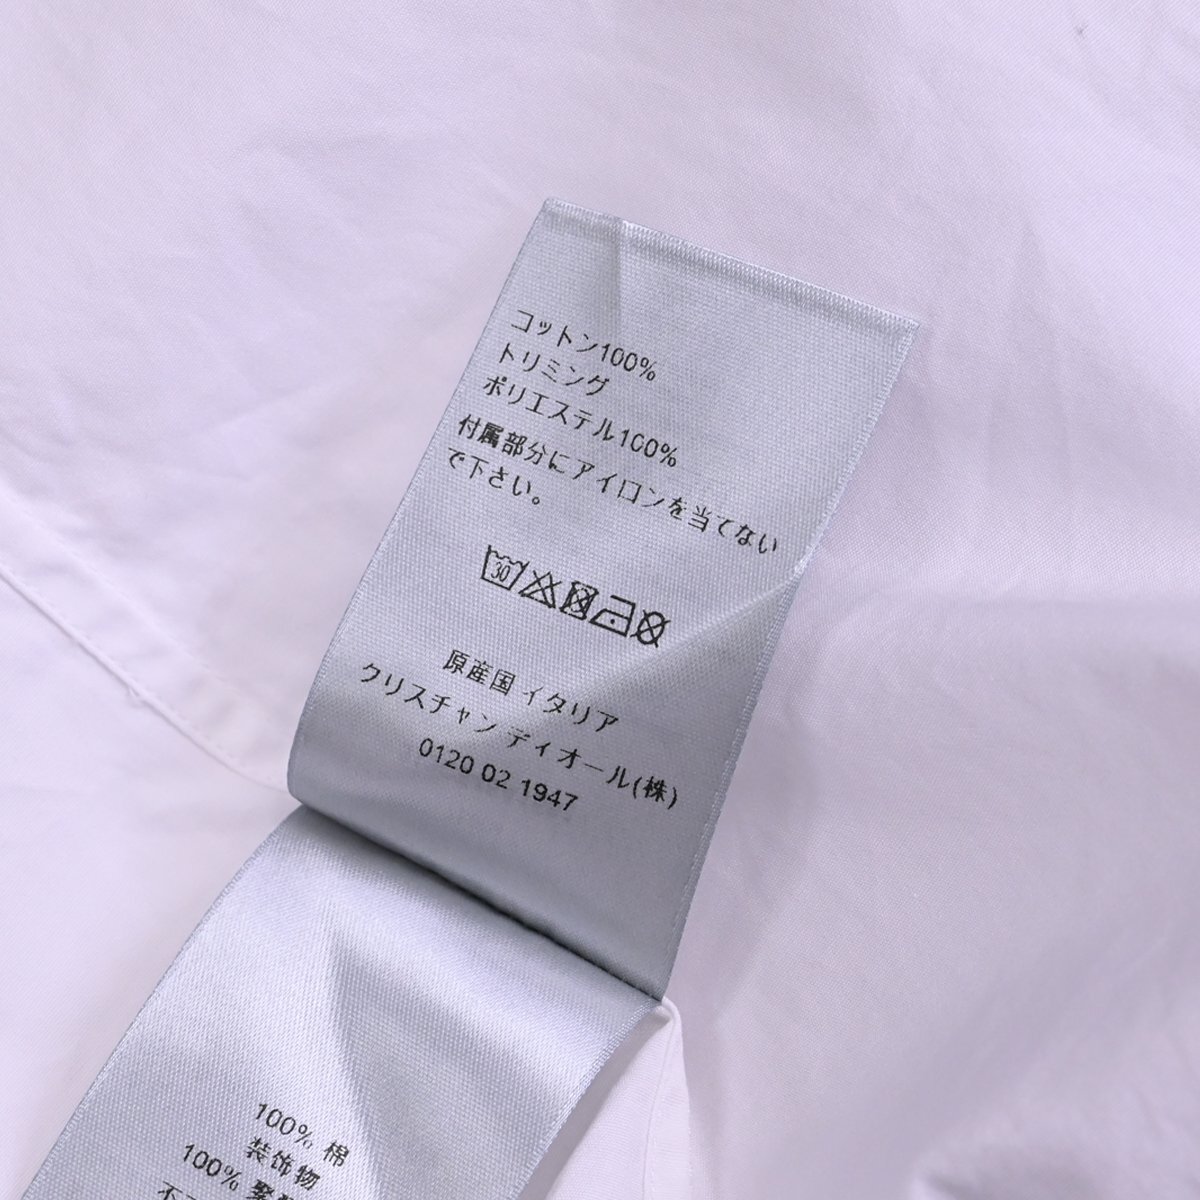 コットン100%
トリミング
ポリエステル100%
付属部分にアイロンを当てない
で下さい。
30
原産国 イタリア
クリスチャン ディオール(株)
0120 02 1947
100% 棉
装饰物
100% 聚
不